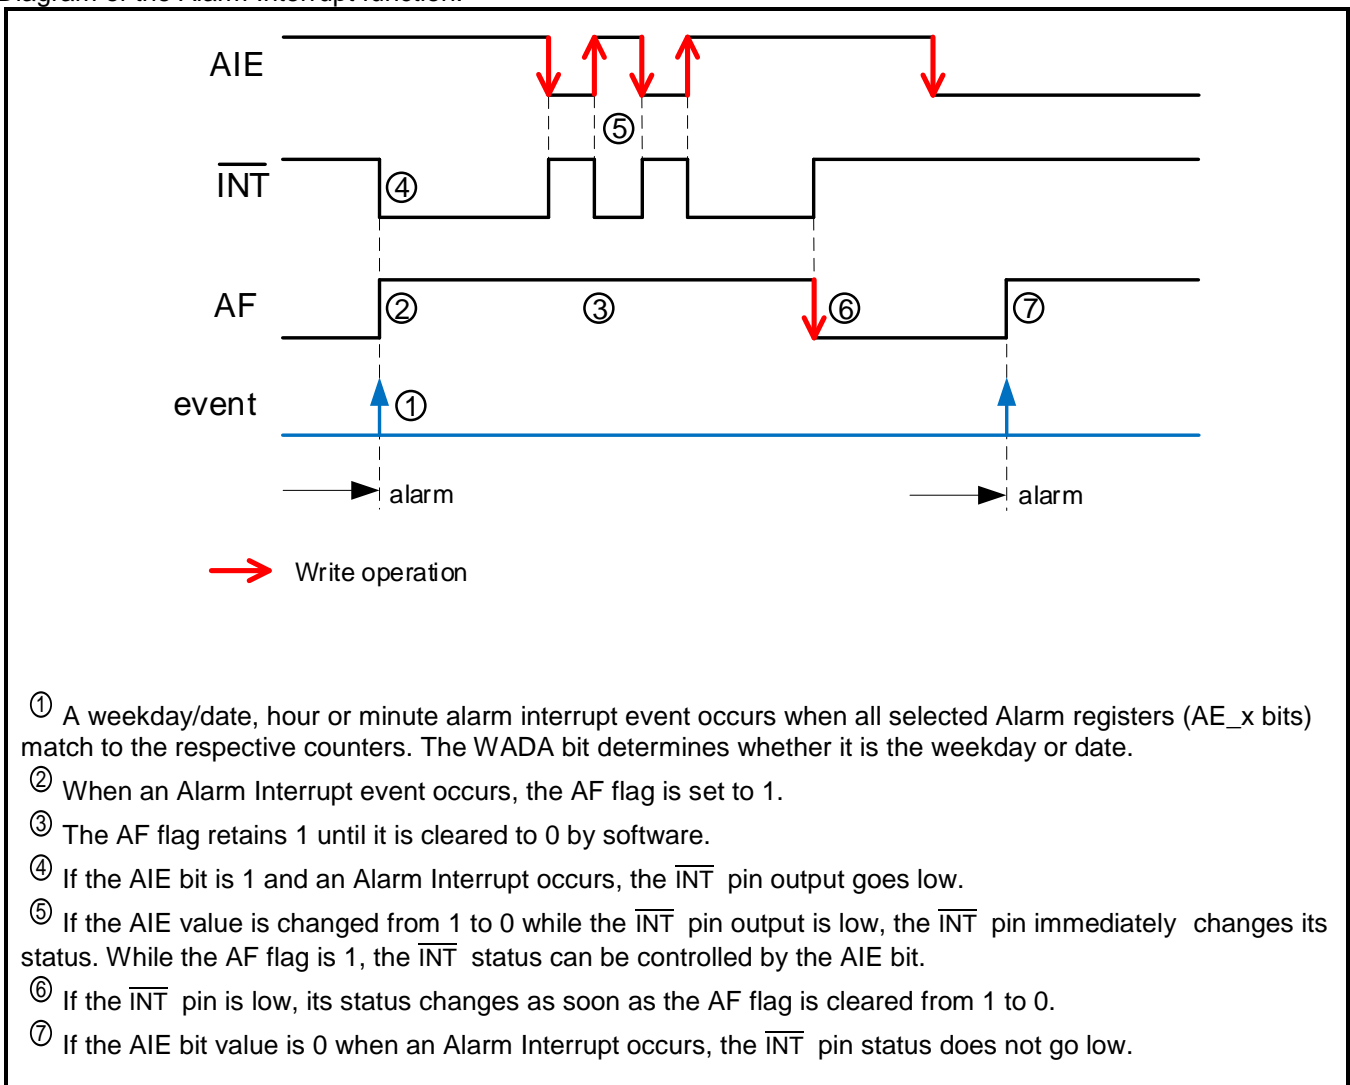 Diagram of the Alarm Interrupt function:
AIE
⑤
INT
④
AF
② ③ ⑥ ⑦
event
①
alarm alarm
Write operation
① A weekday/date, hour or minute alarm interrupt event occurs when all selected Alarm registers (AE_x bits)
match to the respective counters. The WADA bit determines whether it is the weekday or date.
② When an Alarm Interrupt event occurs, the AF flag is set to 1.
③ The AF flag retains 1 until it is cleared to 0 by software.
④ If the AIE bit is 1 and an Alarm Interrupt occurs, the INT pin output goes low.
⑤ If the AIE value is changed from 1 to 0 while the INT pin output is low, the INT pin immediately changes its
status. While the AF flag is 1, the INT status can be controlled by the AIE bit.
⑥ If the INT pin is low, its status changes as soon as the AF flag is cleared from 1 to 0.
⑦ If the AIE bit value is 0 when an Alarm Interrupt occurs, the INT pin status does not go low.